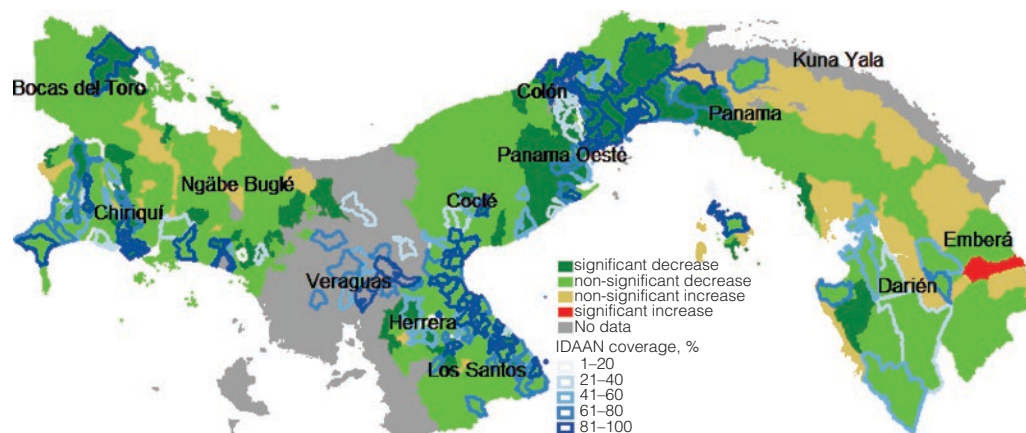 Kuna Yala
Bocas del Toro
Colón
Panama
Panama Oeste
Ngäbe Buglé
Coclé
Chiriquí
Emberá
Veraguas
Darién
Herrera
Los Santos
significant decrease
non-significant decrease
non-significant increase
significant increase
No data
IDAAN coverage, %
1–20
21–40
41–60
61–80
81–100